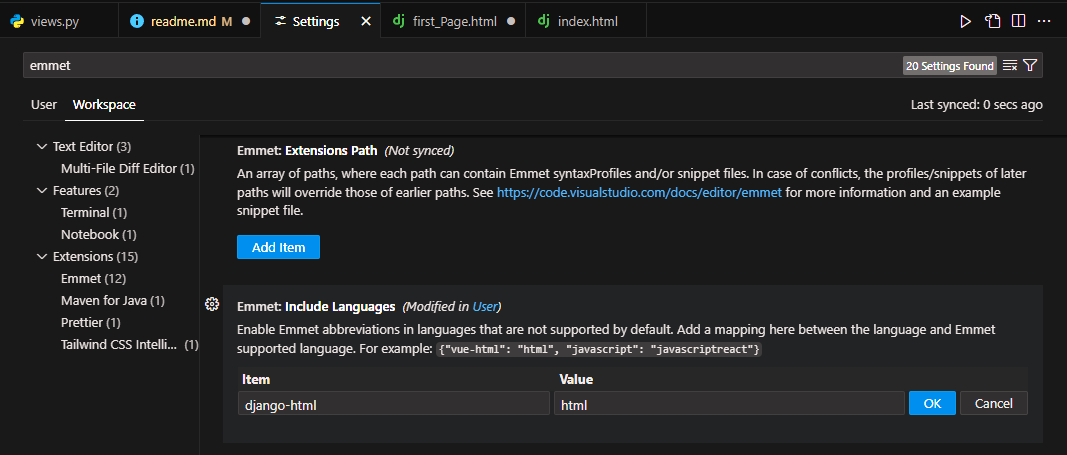 views.py
readme.md M
Settings
dj first_Page.html
dj index.html
emmet
20 Settings Found
User
Workspace
Last synced: 0 secs ago
Text Editor (3)
Multi-File Diff Editor (1)
Features (2)
Terminal (1)
Notebook (1)
Extensions (15)
Emmet (12)
Maven for Java (1)
Prettier (1)
Tailwind CSS Intelli... (1)
Emmet: Extensions Path (Not synced)
An array of paths, where each path can contain Emmet syntaxProfiles and/or snippet files. In case of conflicts, the profiles/snippets of later
paths will override those of earlier paths. See https://code.visualstudio.com/docs/editor/emmet for more information and an example
snippet file.
Add Item
Emmet: Include Languages (Modified in User)
Enable Emmet abbreviations in languages that are not supported by default. Add a mapping here between the language and Emmet
supported language. For example: {"vue-html": "html", "javascript": "javascriptreact"}
Item Value
django-html html OK Cancel